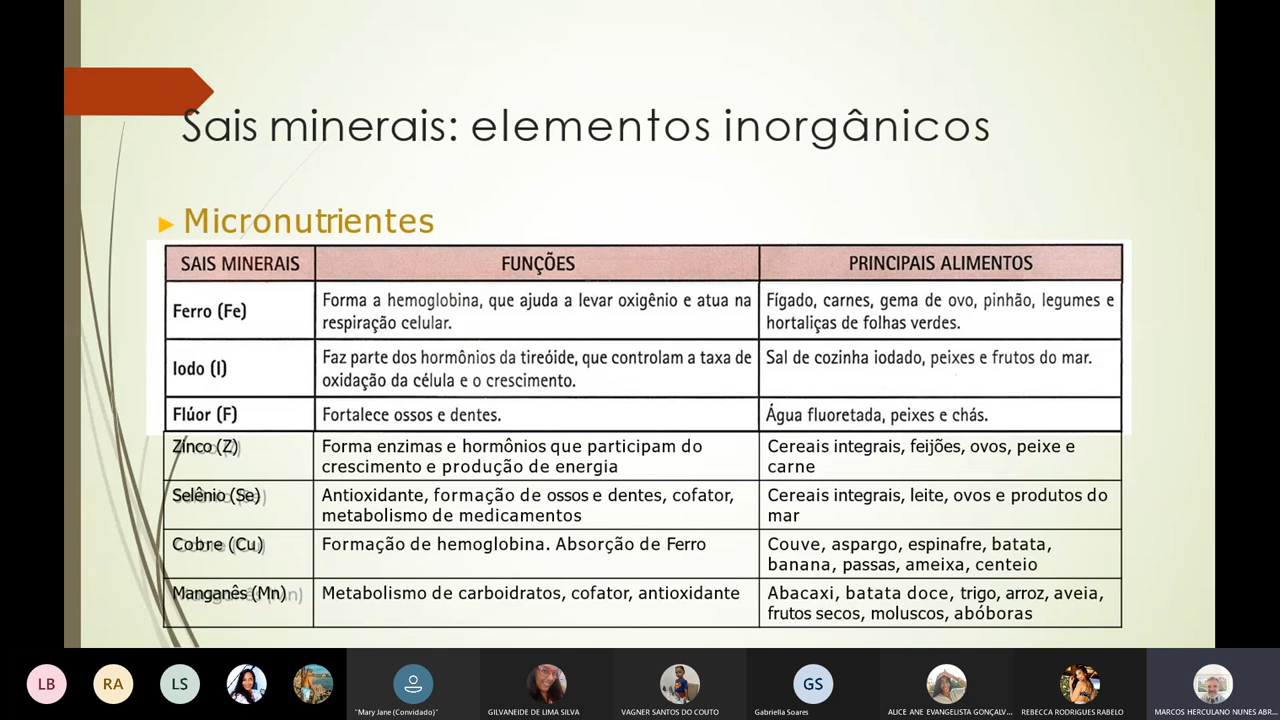 Sais minerais: elementos inorgânicos
Micronutrientes
SAIS MINERAIS
FUNÇÕES
PRINCIPAIS ALIMENTOS
Ferro (Fe)
Forma a hemoglobina, que ajuda a levar oxigênio e atua na
respiração celular.
Fígado, carnes, gema de ovo, pinhão, legumes e
hortaliças de folhas verdes.
Iodo (I)
Faz parte dos hormônios da tireóide, que controlam a taxa de
oxidação da célula e o crescimento.
Sal de cozinha iodado, peixes e frutos do mar.
Flúor (F)
Fortalece ossos e dentes.
Água fluoretada, peixes e chás.
Zinco (Z)
Forma enzimas e hormônios que participam do
crescimento e produção de energia
Cereais integrais, feijões, ovos, peixe e
carne
Selênio (Se)
Antioxidante, formação de ossos e dentes, cofator,
metabolismo de medicamentos
Cereais integrais, leite, ovos e produtos do
mar
Cobre (Cu)
Formação de hemoglobina. Absorção de Ferro
Couve, aspargo, espinafre, batata,
banana, passas, ameixa, centeio
Manganês (Mn)
Metabolismo de carboidratos, cofator, antioxidante
Abacaxi, batata doce, trigo, arroz, aveia,
frutos secos, moluscos, abóboras
LB
RA
LS
"Mary Jane (Convidado)"
GILVANEIDE DE LIMA SILVA
VAGNER SANTOS DO COUTO
GS
Gabriella Soares
ALICE ANE EVANGELISTA GONÇALV...
REBECCA RODRIGUES RABELO
MARCOS HERCULANO NUNES ABR...